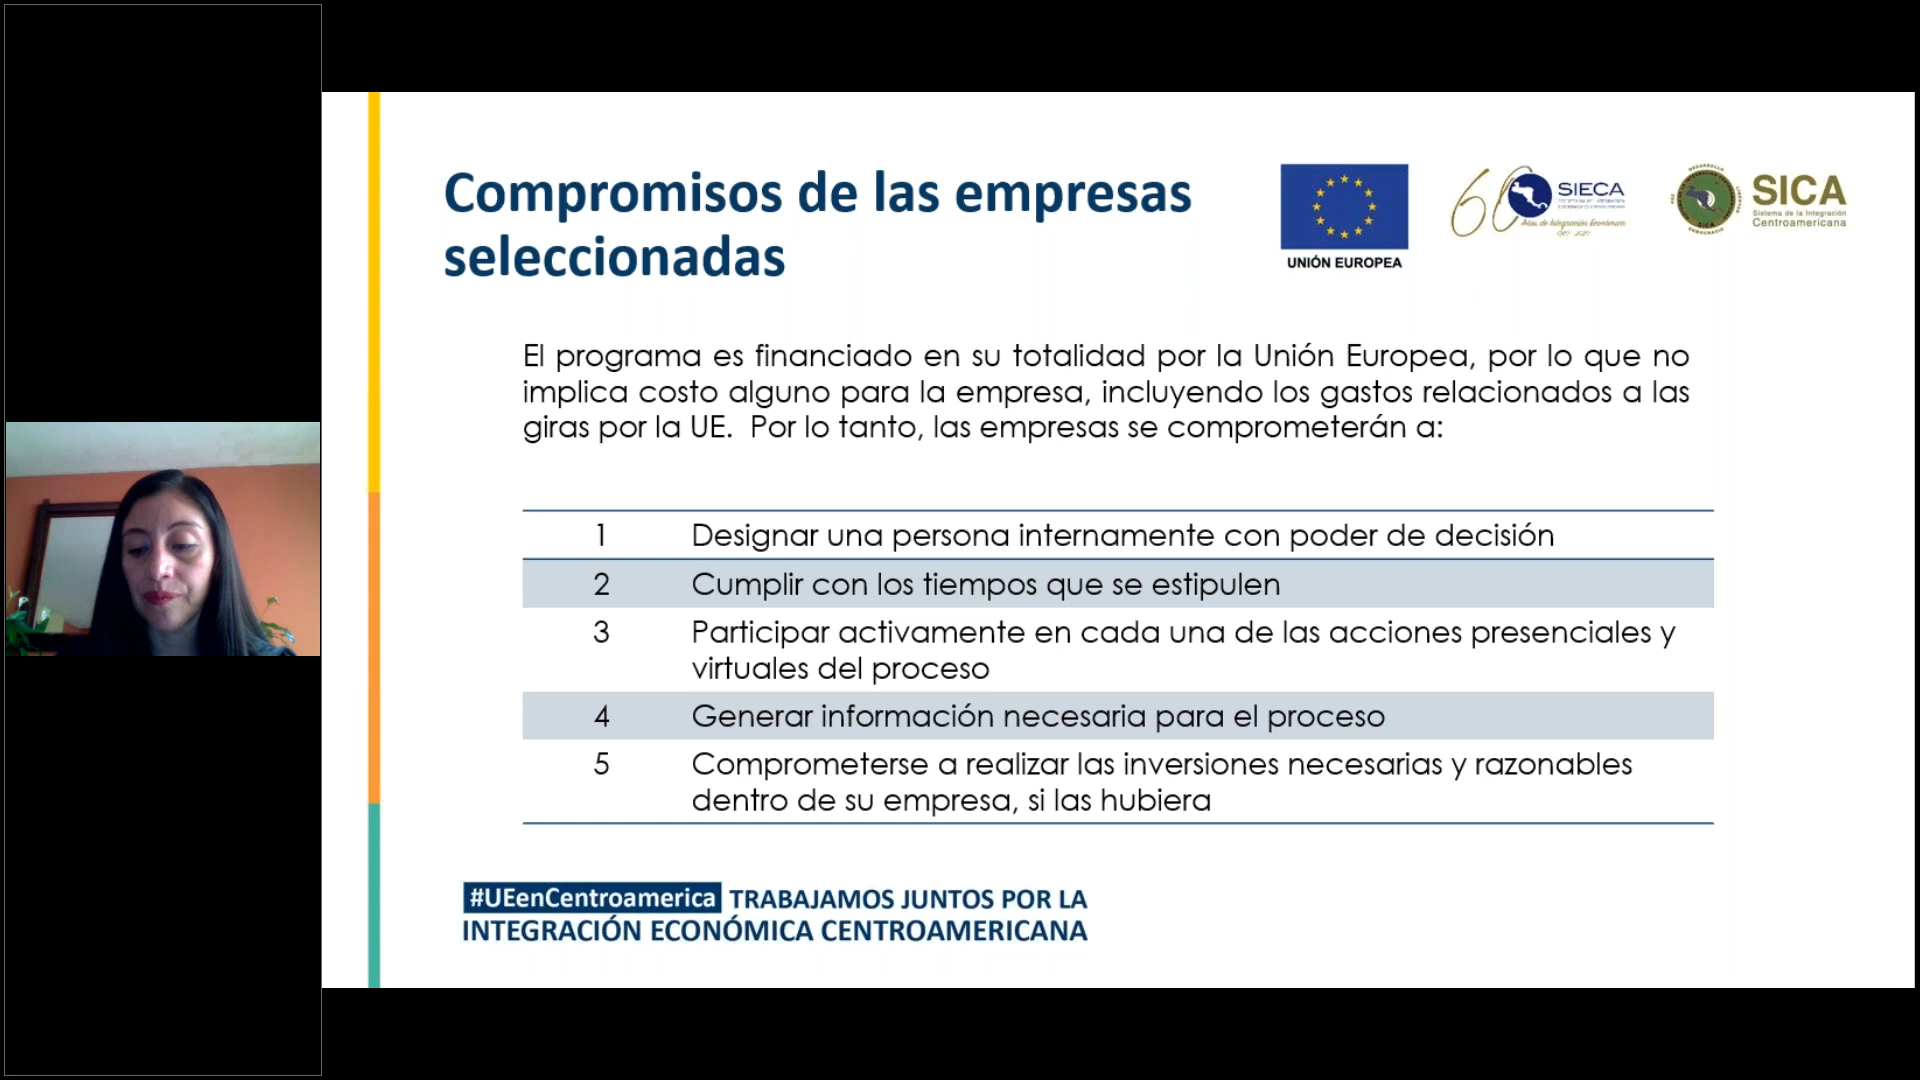 Compromisos de las empresas
seleccionadas
UNIÓN EUROPEA
60
SIECA
Años de Integración Económica
SICA
Sistema de la Integración
Centroamericana
El programa es financiado en su totalidad por la Unión Europea, por lo que no
implica costo alguno para la empresa, incluyendo los gastos relacionados a las
giras por la UE. Por lo tanto, las empresas se comprometerán a:
1 Designar una persona internamente con poder de decisión
2 Cumplir con los tiempos que se estipulen
3 Participar activamente en cada una de las acciones presenciales y
virtuales del proceso
4 Generar información necesaria para el proceso
5 Comprometerse a realizar las inversiones necesarias y razonables
dentro de su empresa, si las hubiera
#UEenCentroamerica TRABAJAMOS JUNTOS POR LA
INTEGRACIÓN ECONÓMICA CENTROAMERICANA